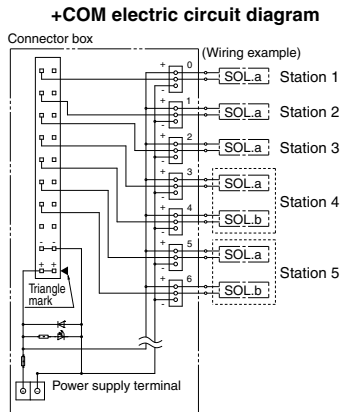 +COM electric circuit diagram
Connector box
(Wiring example)
+ 0
-
SOL.a Station 1
+ 1
-
SOL.a Station 2
+ 2
-
SOL.a Station 3
+ 3
-
SOL.a
Station 4
+ 4
-
SOL.b
+ 5
-
SOL.a
Station 5
+ 6
-
SOL.b
- -
+ +
Triangle
mark
Power supply terminal